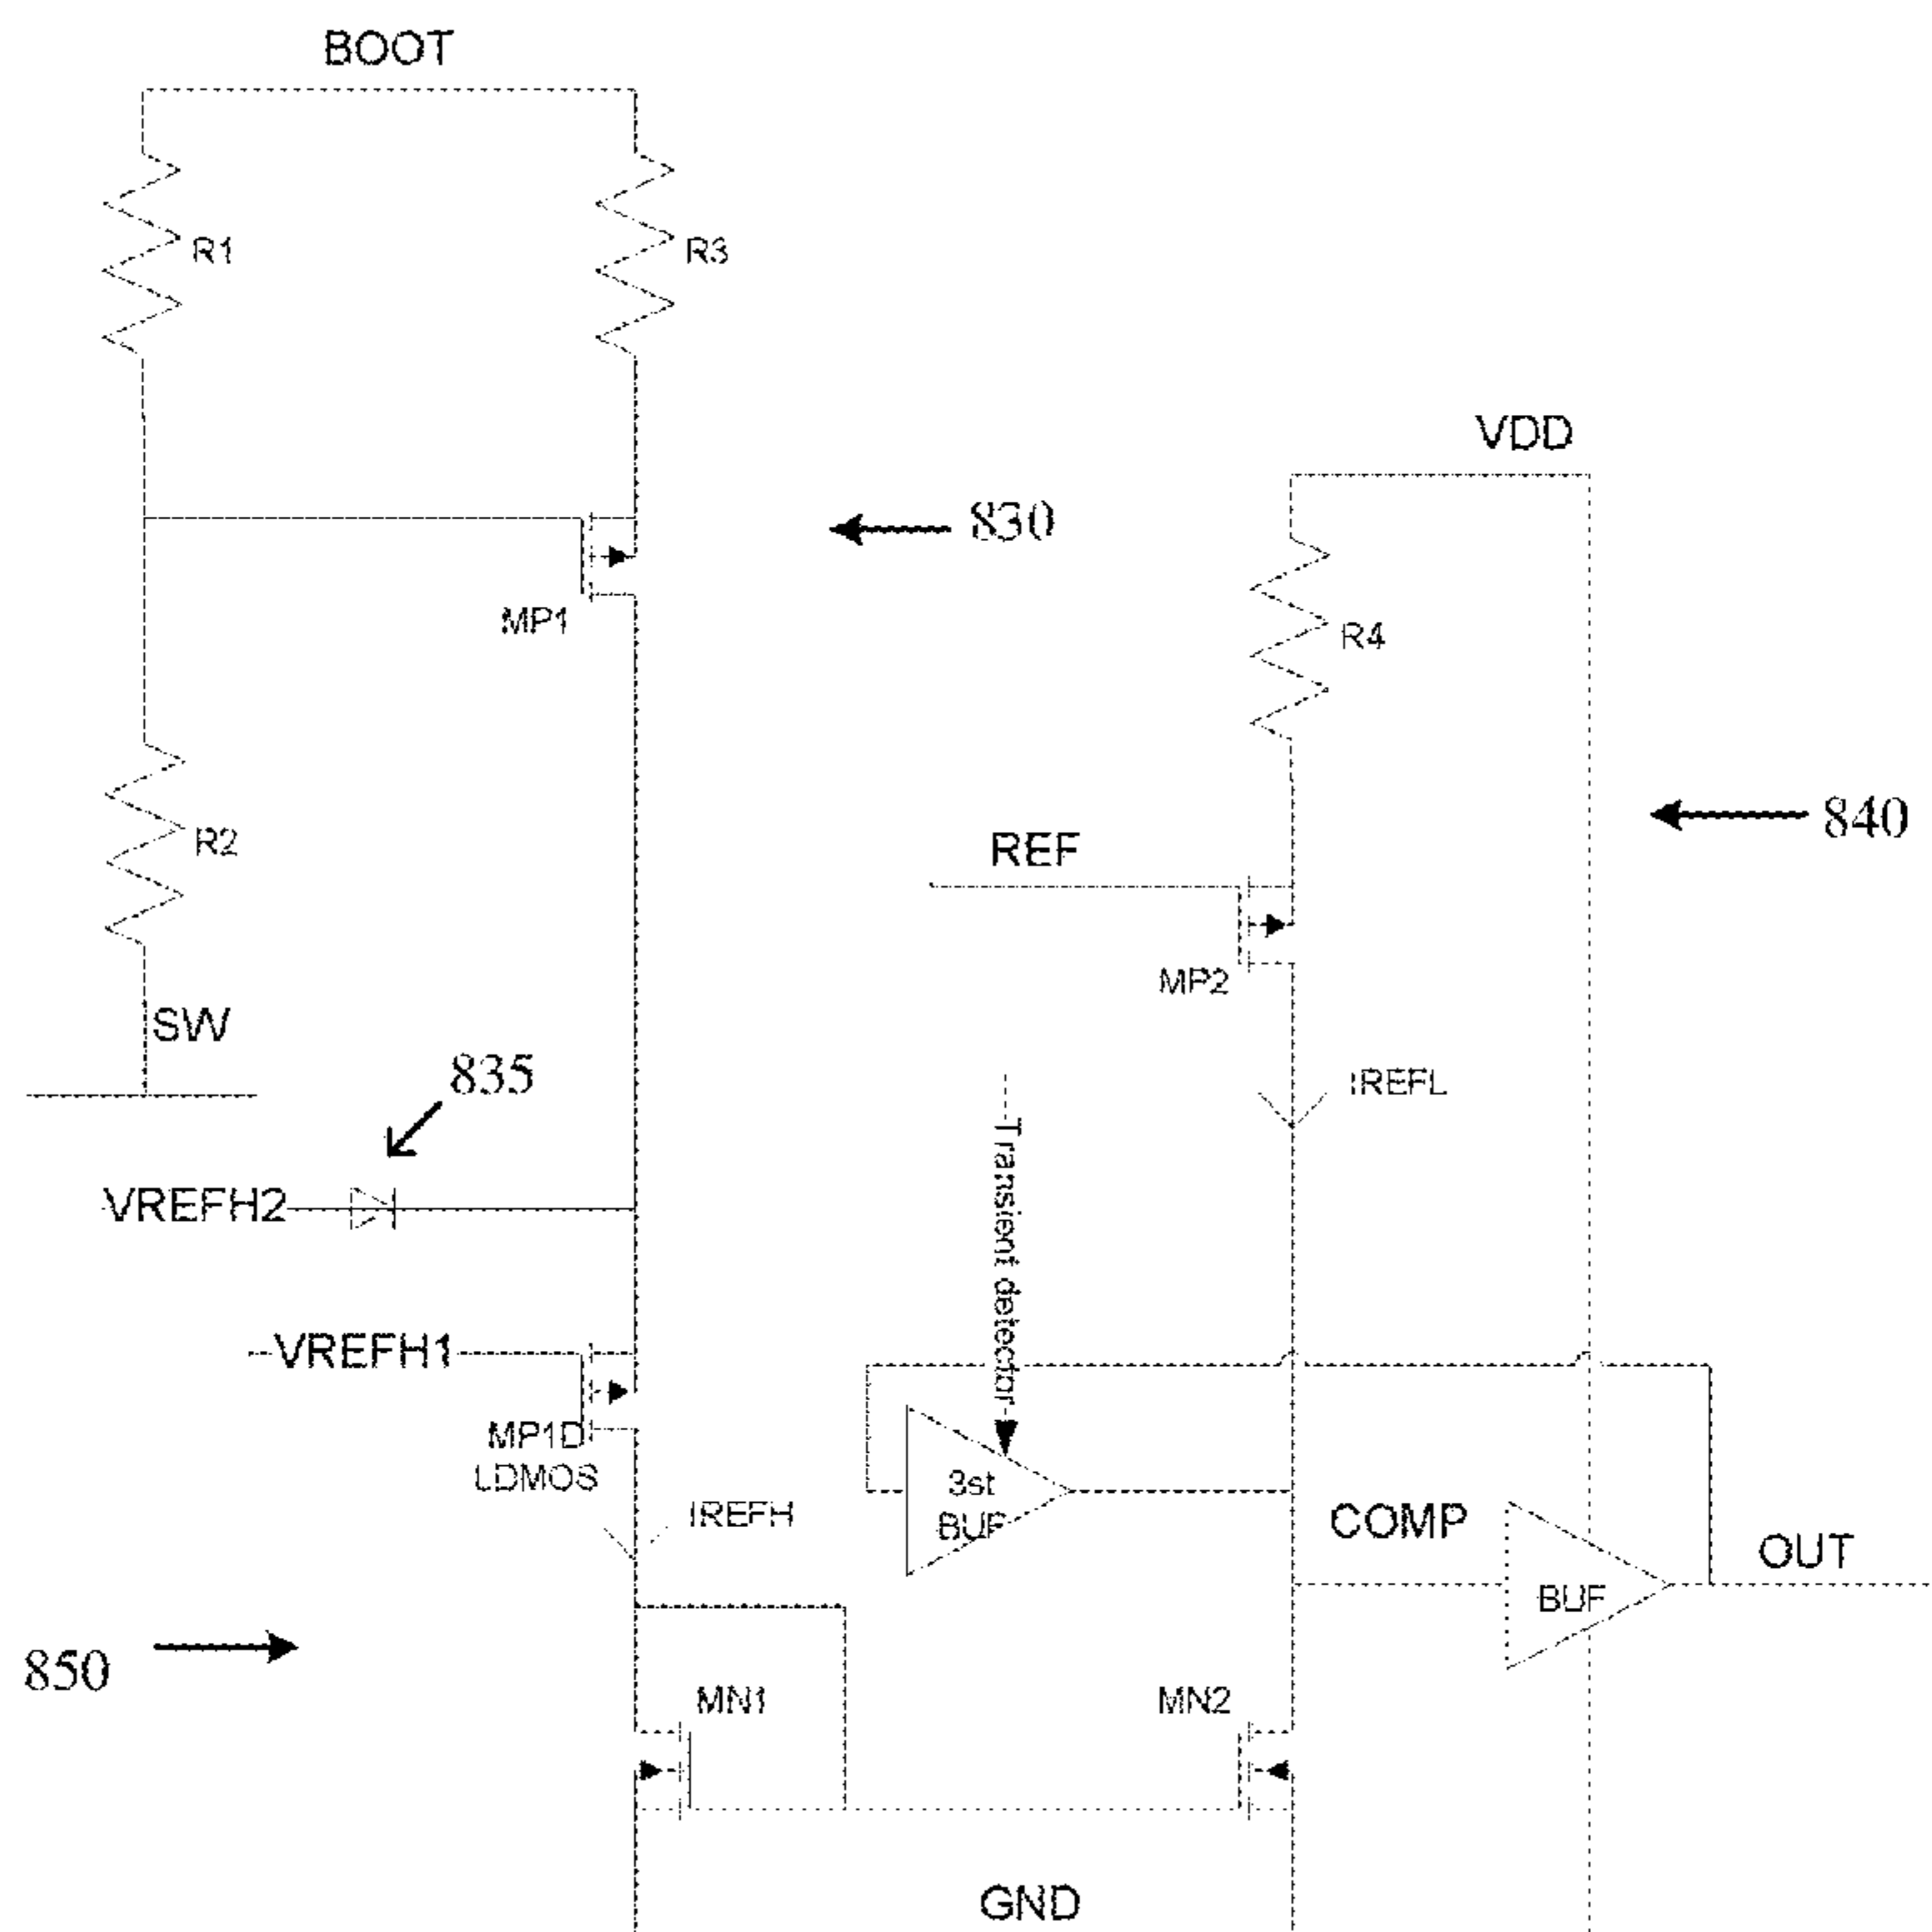 BOOT
R1
R3
VDD
830
MP1
R4
840
R2
REF
MP2
SW
835
IREFL
Transient detector
VREFH2
VREFH1
MP1D
LDMOS
3st
BUF
IREFH
COMP
OUT
BUF
850
MN1
MN2
GND